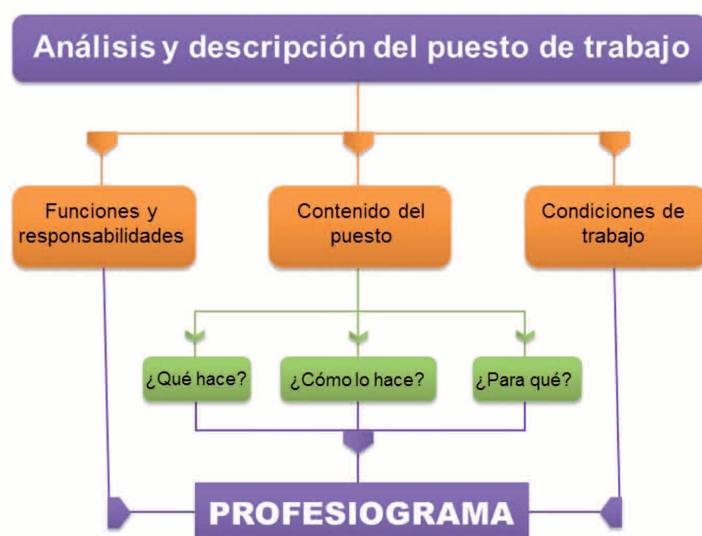 Análisis y descripción del puesto de trabajo
Funciones y
responsabilidades
Contenido del
puesto
Condiciones de
trabajo
¿Qué hace?
¿Cómo lo hace?
¿Para qué?
PROFESIOGRAMA